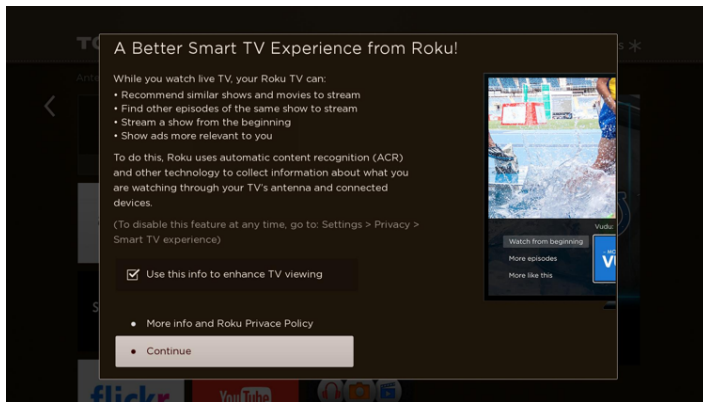 TC
A Better Smart TV Experience from Roku!
s
Ante
While you watch live TV, your Roku TV can:
• Recommend similar shows and movies to stream
• Find other episodes of the same show to stream
• Stream a show from the beginning
• Show ads more relevant to you
To do this, Roku uses automatic content recognition (ACR)
and other technology to collect information about what you
are watching through your TV's antenna and connected
devices.
(To disable this feature at any time, go to: Settings > Privacy >
Smart TV experience)
Use this info to enhance TV viewing
• More info and Roku Privace Policy
• Continue
Vudu:
Watch from beginning
More episodes
More like this
VU
S
flickr
You Tube